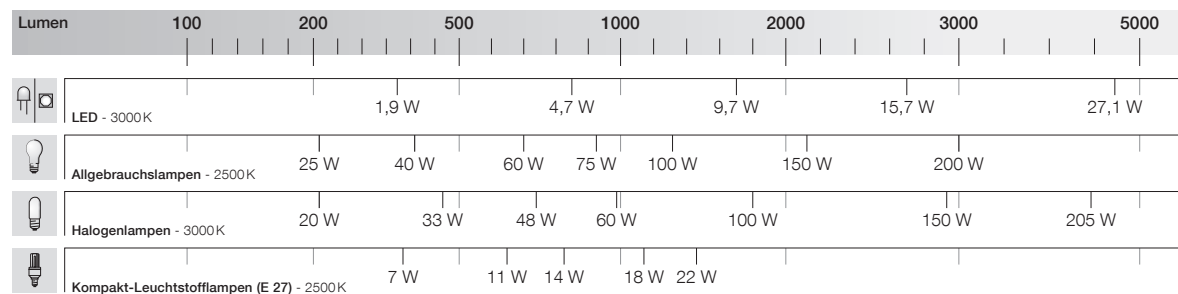 Lumen 100 200 500 1000 2000 3000 5000
1,9 W 4,7 W 9,7 W 15,7 W 27,1 W
LED - 3000 K
25 W 40 W 60 W 75 W 100 W 150 W 200 W
Allgebrauchslampen - 2500 K
20 W 33 W 48 W 60 W 100 W 150 W 205 W
Halogenlampen - 3000 K
7 W 11 W 14 W 18 W 22 W
Kompakt-Leuchtstofflampen (E 27) - 2500 K